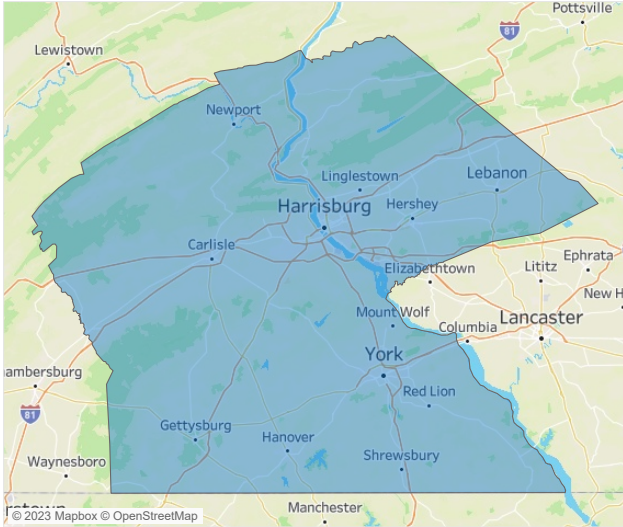 Pottsville
81
Lewistown
Newport
Linglestown
Lebanon
Harrisburg
Hershey
Carlisle
Ephrata
Elizabethtown
Lititz
New H
Mount Wolf
Lancaster
Columbia
York
ambersburg
Red Lion
81
Gettysburg
Hanover
Shrewsbury
Waynesboro
Manchester
© 2023 Mapbox © OpenStreetMap